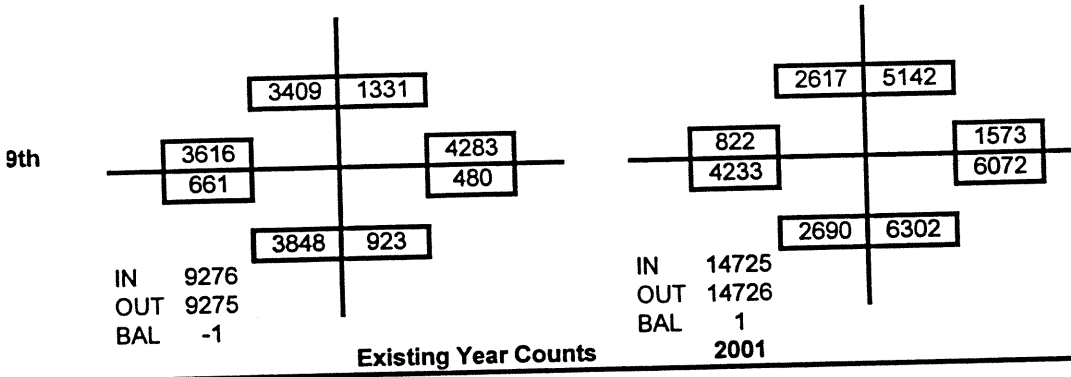 3409 1331
2617 5142
9th
3616
661
4283
480
822
4233
1573
6072
3848 923
2690 6302
IN 9276
OUT 9275
BAL -1
IN 14725
OUT 14726
BAL 1
Existing Year Counts 2001